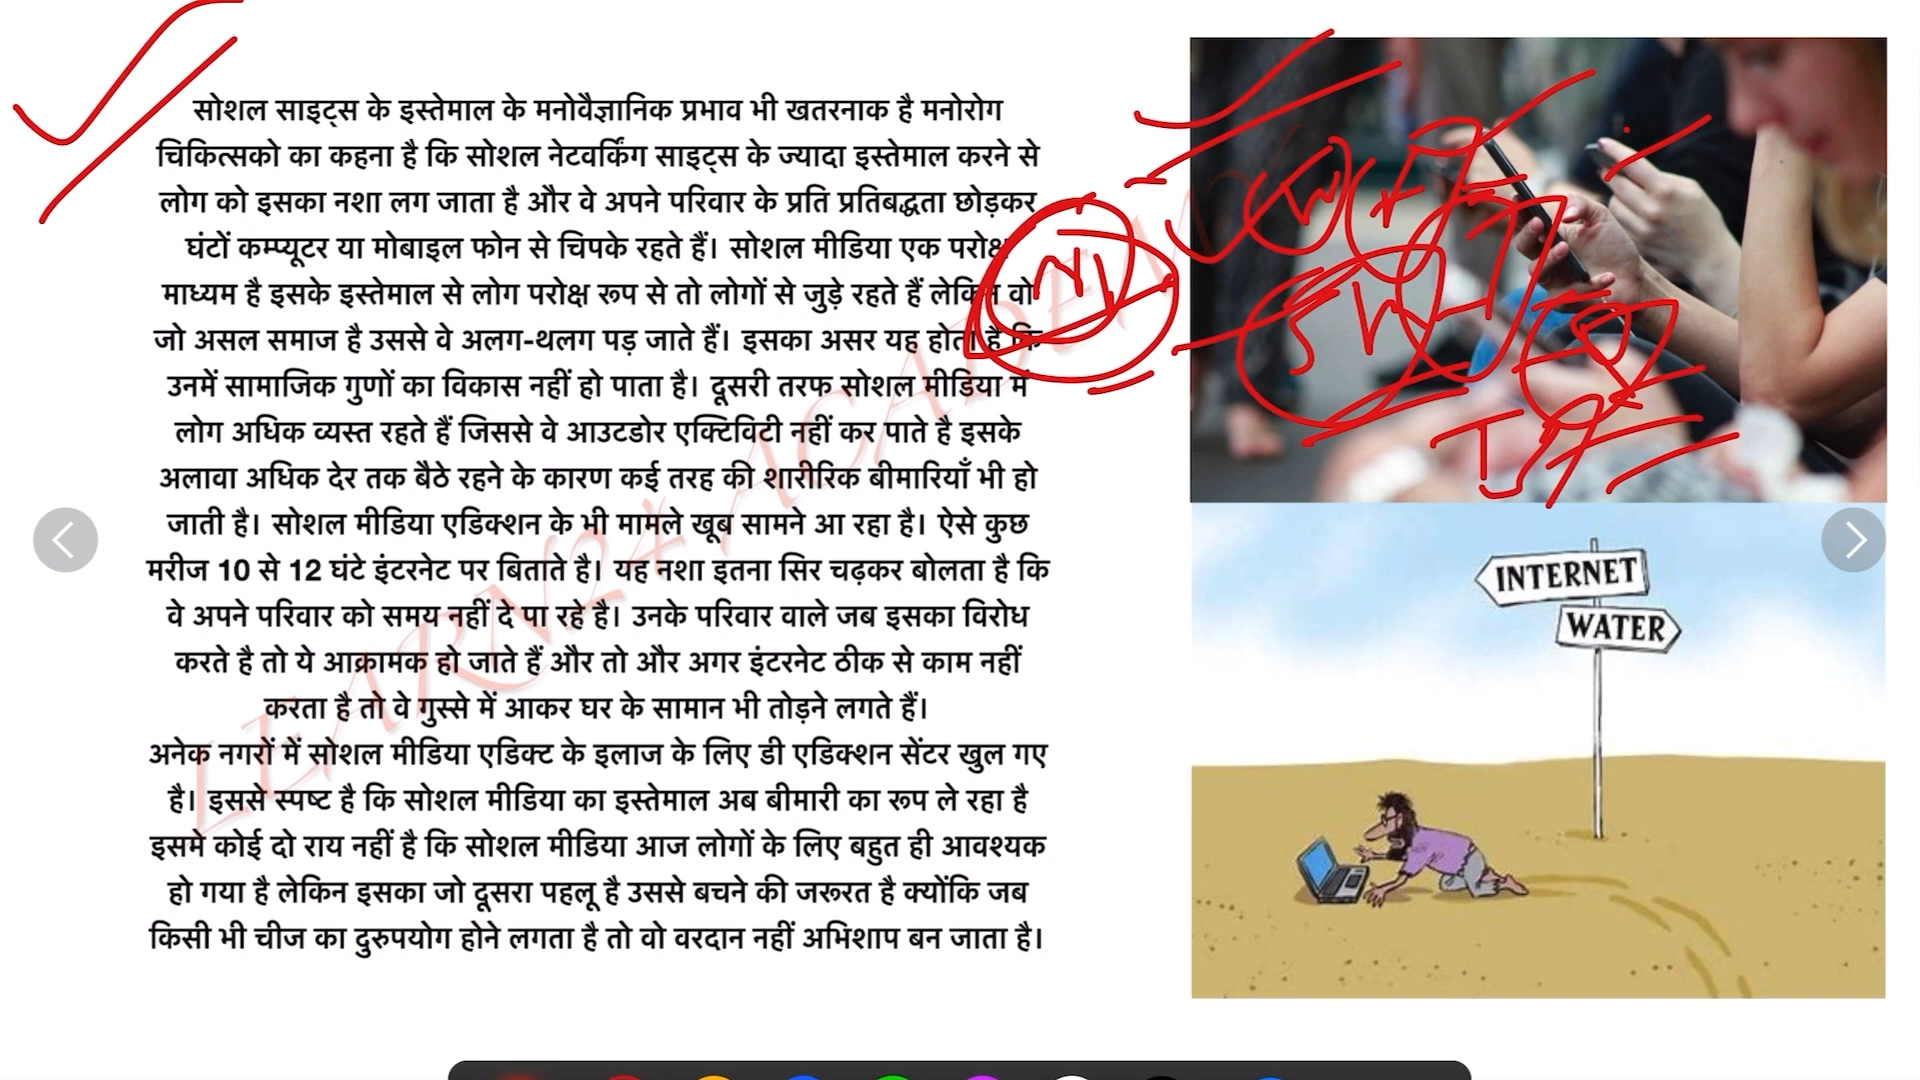 सोशल साइट्स के इस्तेमाल के मनोवैज्ञानिक प्रभाव भी खतरनाक है मनोरोग
चिकित्सको का कहना है कि सोशल नेटवर्किंग साइट्स के ज्यादा इस्तेमाल करने से
लोग को इसका नशा लग जाता है और वे अपने परिवार के प्रति प्रतिबद्धता छोड़कर
घंटों कम्प्यूटर या मोबाइल फोन से चिपके रहते हैं। सोशल मीडिया एक परोक्ष
माध्यम है इसके इस्तेमाल से लोग परोक्ष रूप से तो लोगों से जुड़े रहते हैं लेकिन वो
जो असल समाज है उससे वे अलग-थलग पड़ जाते हैं। इसका असर यह होता है कि
उनमें सामाजिक गुणों का विकास नहीं हो पाता है। दूसरी तरफ सोशल मीडिया में
लोग अधिक व्यस्त रहते हैं जिससे वे आउटडोर एक्टिविटी नहीं कर पाते है इसके
अलावा अधिक देर तक बैठे रहने के कारण कई तरह की शारीरिक बीमारियाँ भी हो
जाती है। सोशल मीडिया एडिक्शन के भी मामले खूब सामने आ रहा है। ऐसे कुछ
मरीज 10 से 12 घंटे इंटरनेट पर बिताते है। यह नशा इतना सिर चढ़कर बोलता है कि
वे अपने परिवार को समय नहीं दे पा रहे है। उनके परिवार वाले जब इसका विरोध
करते है तो ये आक्रामक हो जाते हैं और तो और अगर इंटरनेट ठीक से काम नहीं
करता है तो वे गुस्से में आकर घर के सामान भी तोड़ने लगते हैं।
अनेक नगरों में सोशल मीडिया एडिक्ट के इलाज के लिए डी एडिक्शन सेंटर खुल गए
है। इससे स्पष्ट है कि सोशल मीडिया का इस्तेमाल अब बीमारी का रूप ले रहा है
इसमे कोई दो राय नहीं है कि सोशल मीडिया आज लोगों के लिए बहुत ही आवश्यक
हो गया है लेकिन इसका जो दूसरा पहलू है उससे बचने की जरूरत है क्योंकि जब
किसी भी चीज का दुरुपयोग होने लगता है तो वो वरदान नहीं अभिशाप बन जाता है।
LEARN24 ACADEMY
INTERNET
WATER